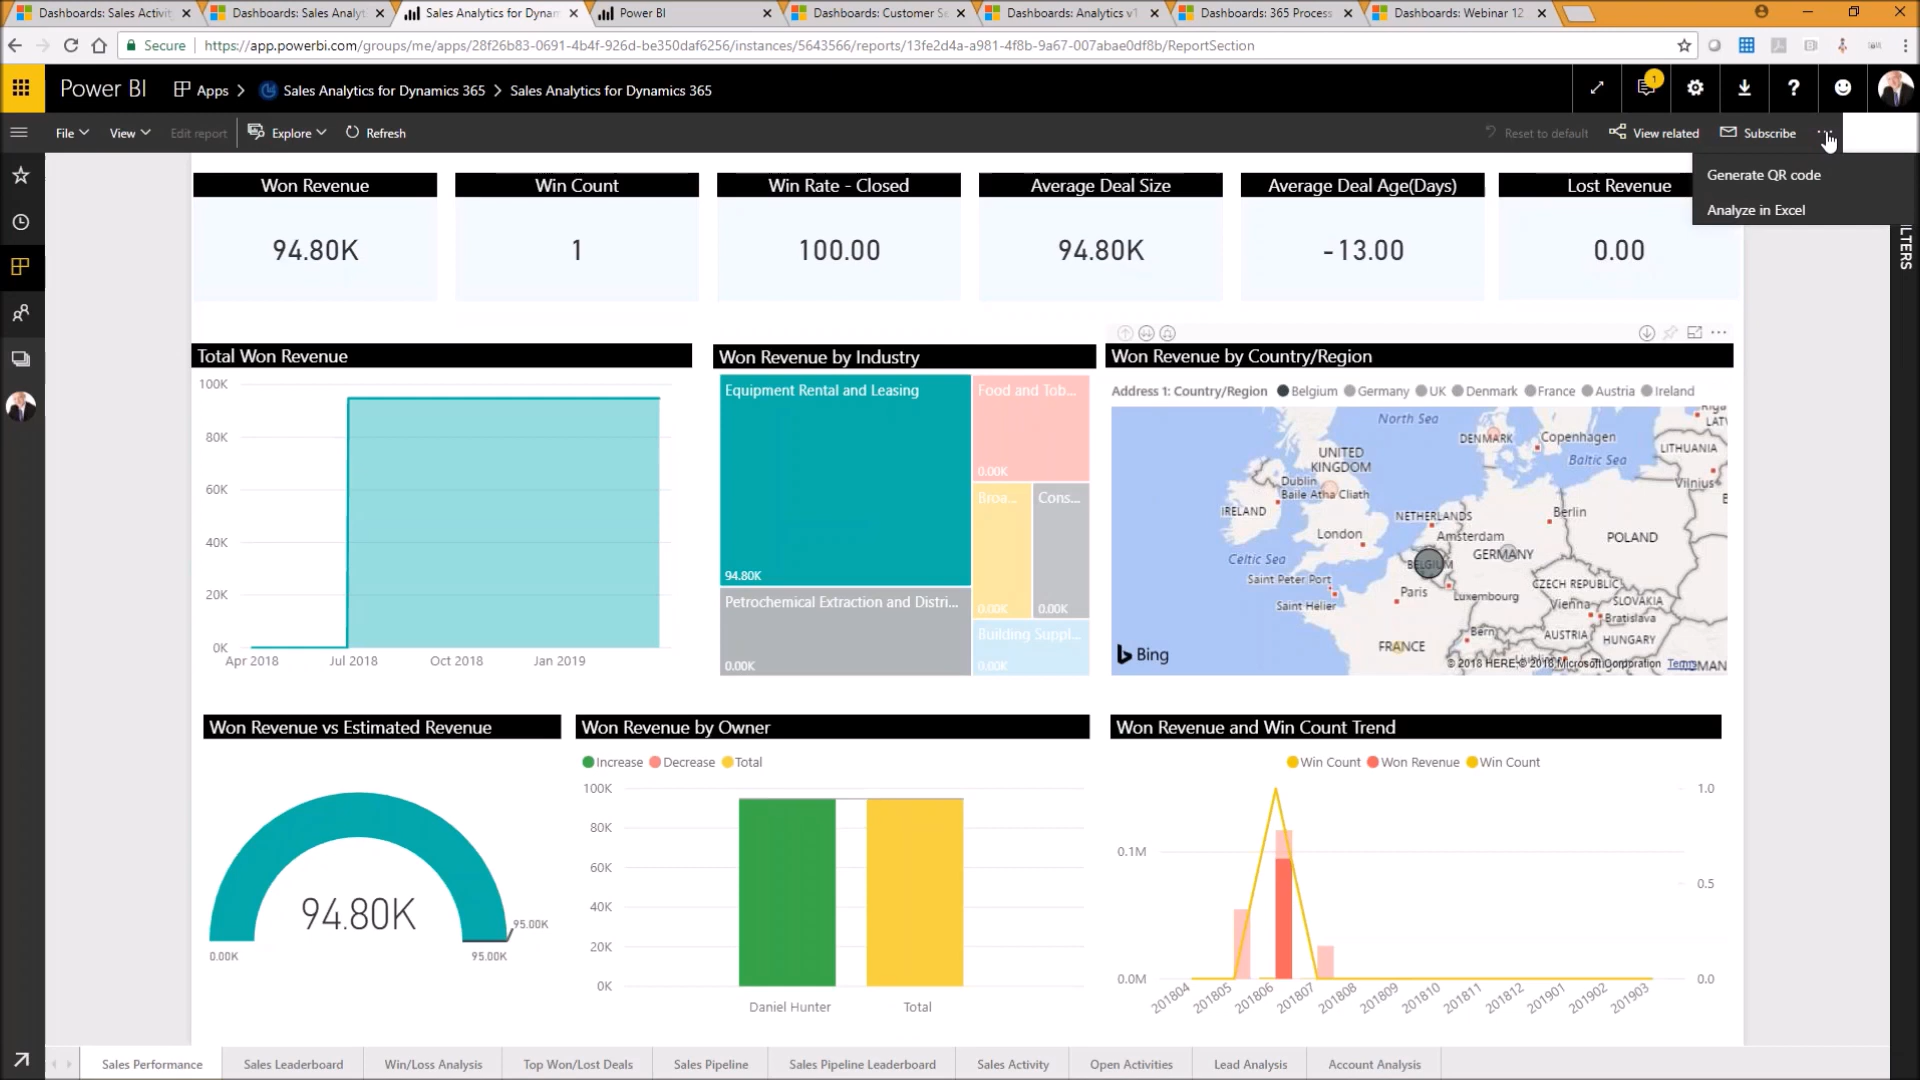 Dashboards: Sales Activit
Dashboards: Sales Analyt
Sales Analytics for Dynam
Power BI
Dashboards: Customer Se
Dashboards: Analytics v1
Dashboards: 365 Process
Dashboards: Webinar 12
Secure
https://app.powerbi.com/groups/me/apps/28f26b83-0691-4b4f-926d-be350daf6256/instances/5643566/reports/13fe2d4a-a981-4f8b-9a67-007abae0df8b/ReportSection
Power BI
Apps > Sales Analytics for Dynamics 365 > Sales Analytics for Dynamics 365
1
File
View
Edit report
Explore
Refresh
Reset to default
View related
Subscribe
...
Generate QR code
Analyze in Excel
ILTERS
Won Revenue
94.80K
Win Count
1
Win Rate - Closed
100.00
Average Deal Size
94.80K
Average Deal Age(Days)
-13.00
Lost Revenue
0.00
Total Won Revenue
100K
80K
60K
40K
20K
0K
Apr 2018 Jul 2018 Oct 2018 Jan 2019
Won Revenue by Industry
Equipment Rental and Leasing
94.80K
Petrochemical Extraction and Distri...
0.00K
Food and Tob...
0.00K
Broa...
0.00K
Cons...
0.00K
Building Suppl...
0.00K
Won Revenue by Country/Region
Address 1: Country/Region Belgium Germany UK Denmark France Austria Ireland
North Sea
DENMARK
Copenhagen
Baltic Sea
LITHUANIA
Vilnius
UNITED
KINGDOM
Dublin
Baile Átha Cliath
IRELAND
London
NETHERLANDS
Amsterdam
Berlin
POLAND
Celtic Sea
BELGIUM
GERMANY
Saint Peter Port
Saint Helier
Paris
Luxembourg
CZECH REPUBLIC
Vienna
SLOVAKIA
Bratislava
Bern
AUSTRIA
HUNGARY
FRANCE
Bing
© 2018 HERE, © 2018 Microsoft Corporation Terms
Won Revenue vs Estimated Revenue
94.80K
95.00K
0.00K
95.00K
Won Revenue by Owner
Increase Decrease Total
100K
80K
60K
40K
20K
0K
Daniel Hunter Total
Won Revenue and Win Count Trend
Win Count Won Revenue Win Count
0.1M
0.0M
1.0
0.5
0.0
201804 201805 201806 201807 201808 201809 201810 201811 201812 201901 201902 201903
Sales Performance
Sales Leaderboard
Win/Loss Analysis
Top Won/Lost Deals
Sales Pipeline
Sales Pipeline Leaderboard
Sales Activity
Open Activities
Lead Analysis
Account Analysis